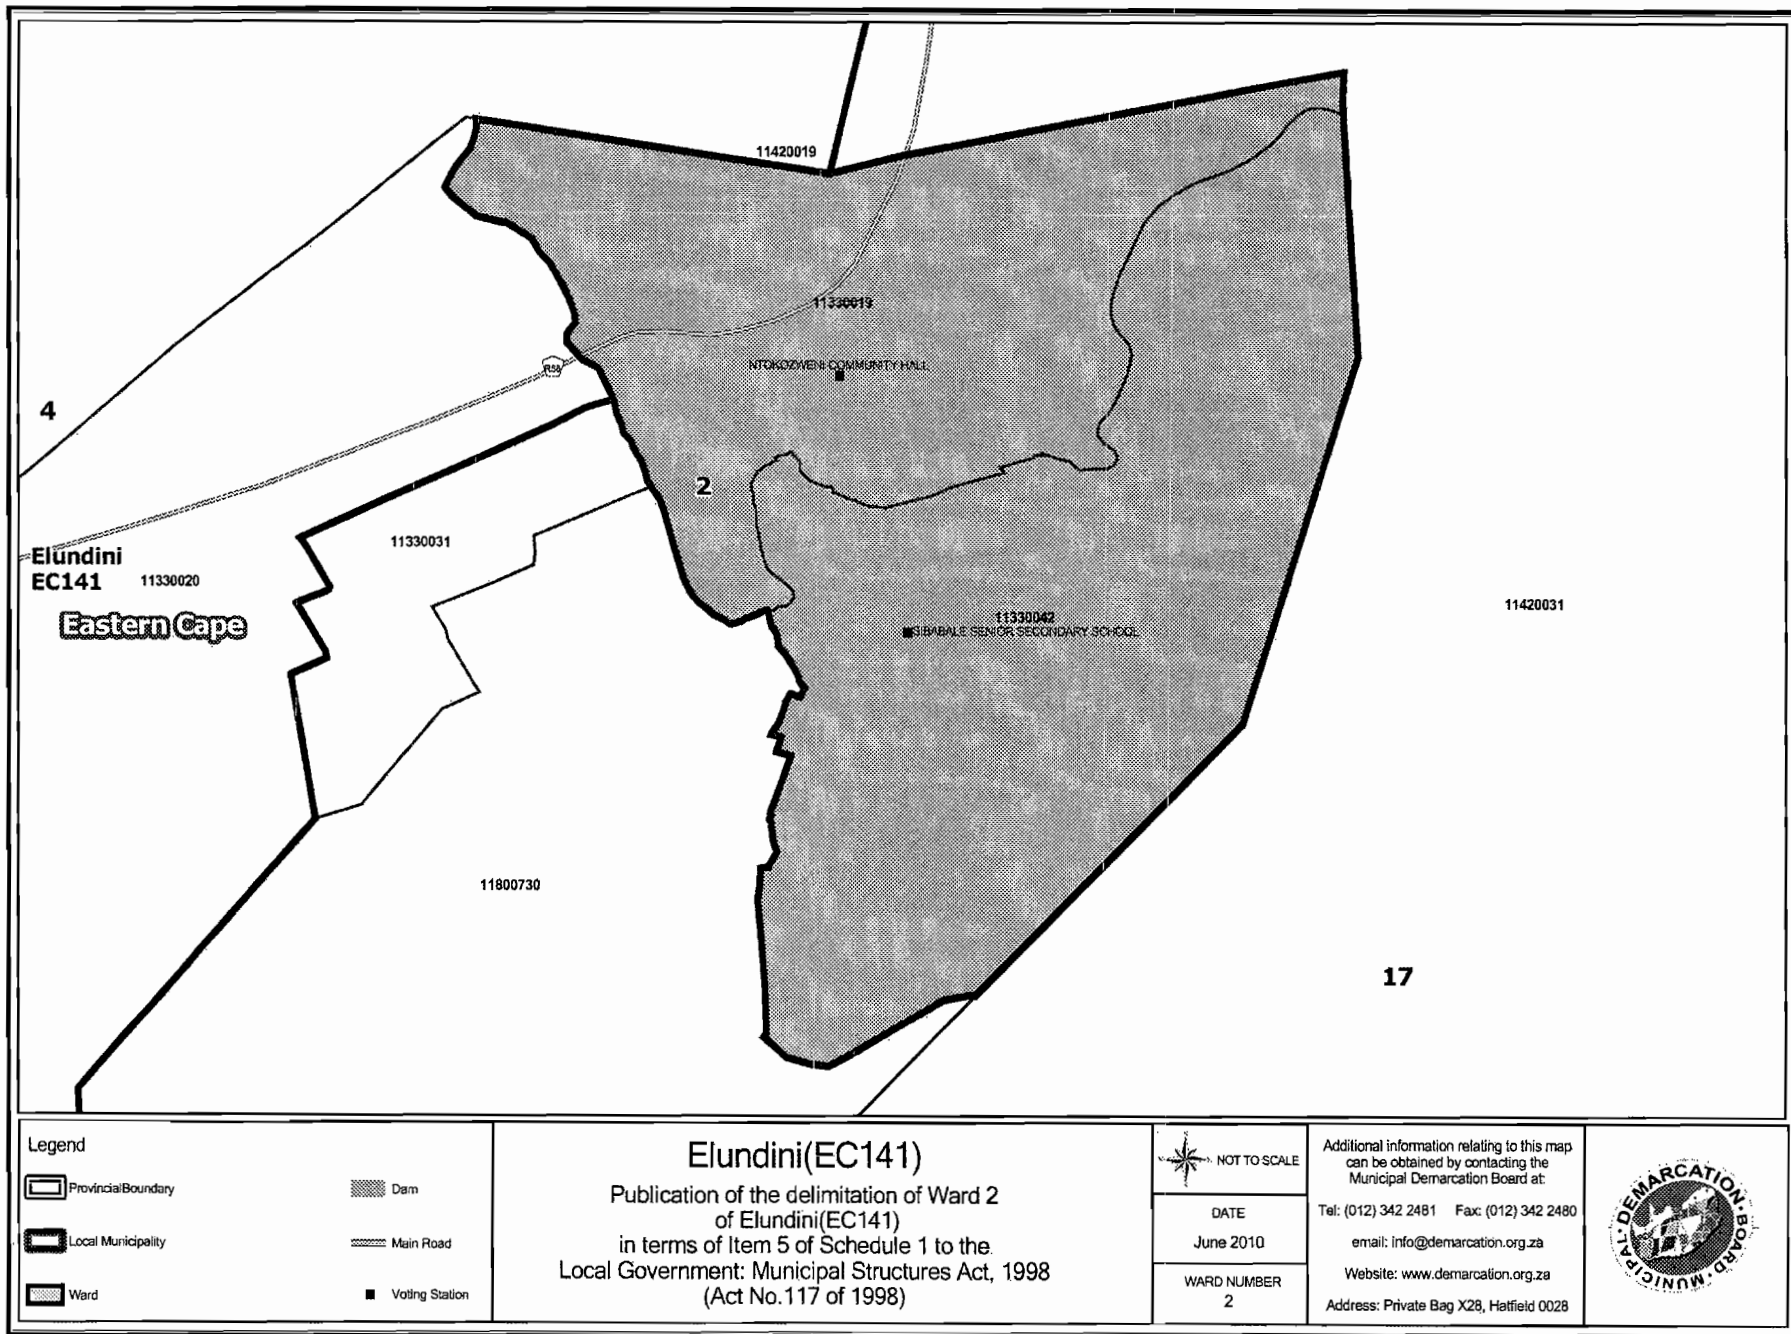 11420019
11330019
R58
NTOKOZWENI COMMUNITY HALL
4
2
11330031
Elundini
EC141
11330020
Eastern Cape
11420031
11330042
SIBABALE SENIOR SECONDARY SCHOOL
11800730
17
Legend
ProvincialBoundary
Local Municipality
Ward
Dam
Main Road
Voting Station
Elundini(EC141)
Publication of the delimitation of Ward 2
of Elundini(EC141)
in terms of Item 5 of Schedule 1 to the
Local Government: Municipal Structures Act, 1998
(Act No.117 of 1998)
NOT TO SCALE
DATE
June 2010
WARD NUMBER
2
Additional information relating to this map
can be obtained by contacting the
Municipal Demarcation Board at:
Tel: (012) 342 2481 Fax: (012) 342 2480
email: info@demarcation.org.za
Website: www.demarcation.org.za
Address: Private Bag X28, Hatfield 0028
MUNICIPAL DEMARCATION BOARD